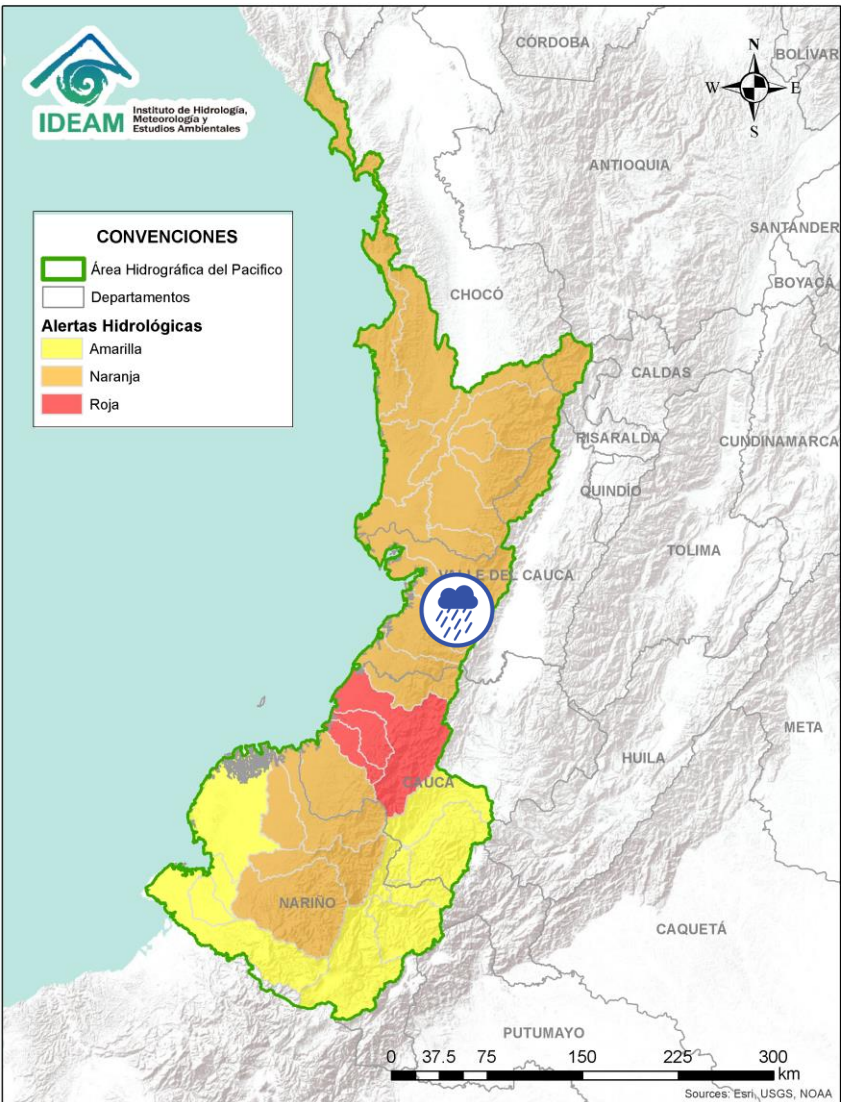 IDEAM
Instituto de Hidrología,
Meteorología y
Estudios Ambientales
N
W
E
S
CONVENCIONES
Área Hidrográfica del Pacifico
Departamentos
Alertas Hidrológicas
Amarilla
Naranja
Roja
CÓRDOBA
BOLIVAR
ANTIOQUIA
SANTANDER
BOYACÁ
CHOCÓ
CALDAS
RISARALDA
CUNDINAMARCA
QUINDÍO
TOLIMA
VALLE DEL CAUCA
META
HUILA
CAUCA
NARIÑO
CAQUETÁ
PUTUMAYO
0 37.5 75 150 225 300
km
Sources: Esri, USGS, NOAA